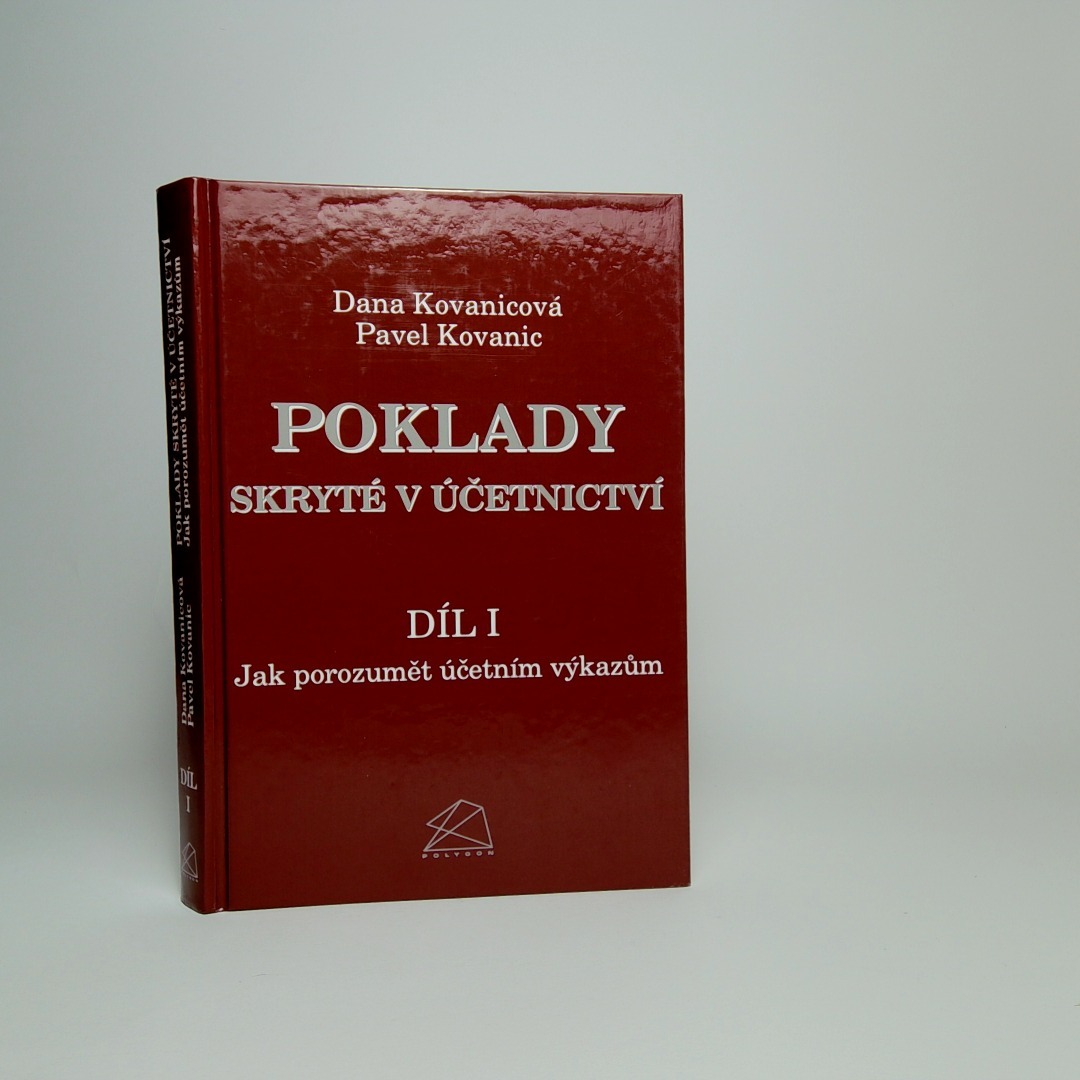 Dana Kovanicová
Pavel Kovanic
POKLADY
SKRYTÉ V ÚČETNICTVÍ
DÍL I
Jak porozumět účetním výkazům
POLYGON
Dana Kovanicová
Pavel Kovanic
POKLADY SKRYTÉ V ÚČETNICTVÍ
Jak porozumět účetním výkazům
DÍL
I